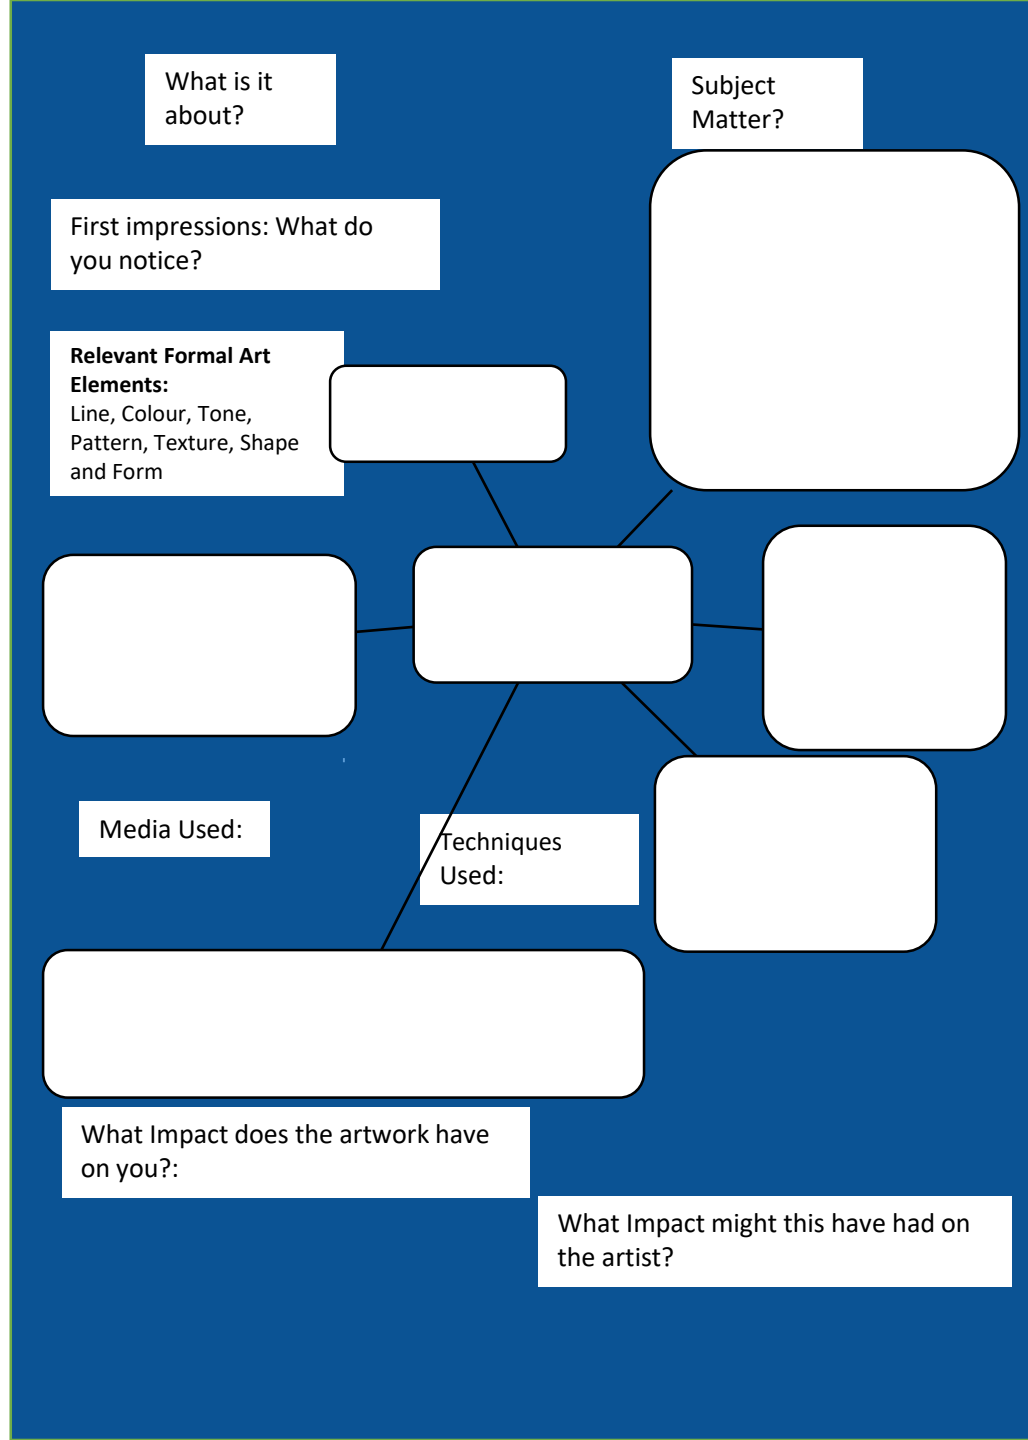 What is it
about?
Subject
Matter?
First impressions: What do
you notice?
Relevant Formal Art
Elements:
Line, Colour, Tone,
Pattern, Texture, Shape
and Form
Media Used:
Techniques
Used:
What Impact does the artwork have
on you?:
What Impact might this have had on
the artist?